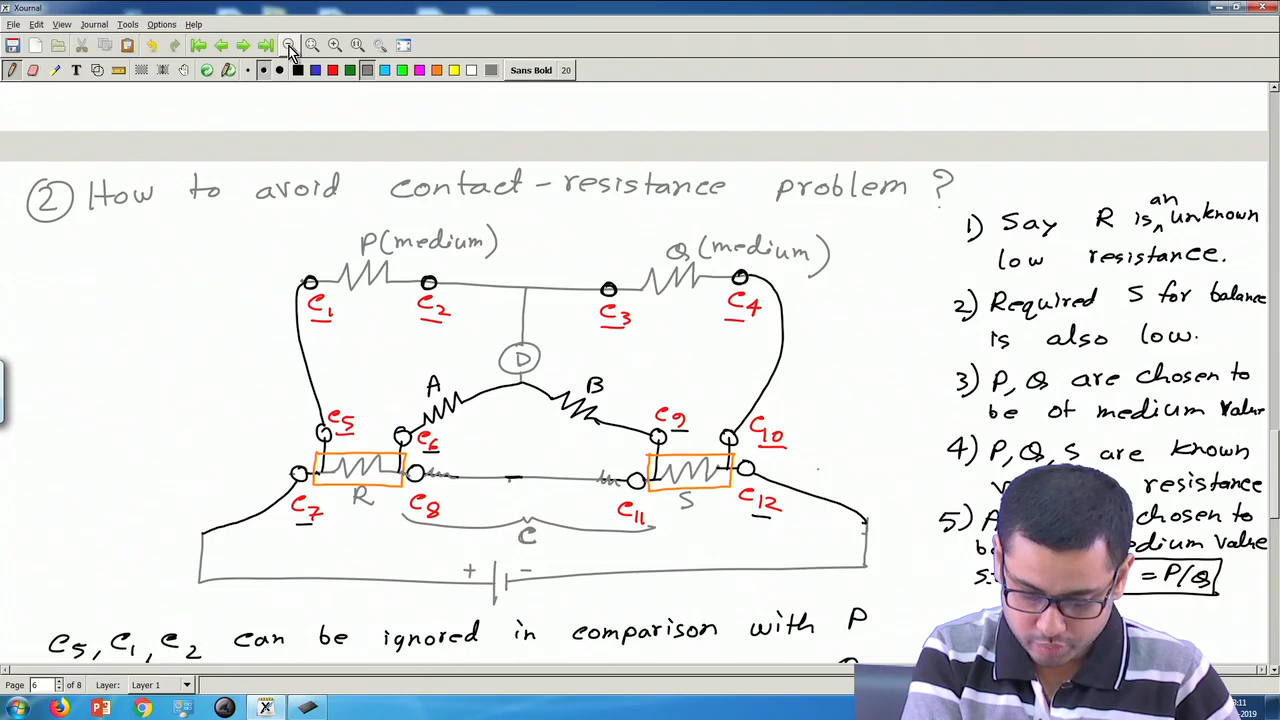 Xournal
File Edit View Journal Tools Options Help
Sans Bold 20
2 How to avoid contact-resistance problem?
P(medium)
Q(medium)
C1 C2 C3 C4
D
A B
C5 C6 C9 C10
R S
C7 C8 C11 C12
C
+ -
C5, C1, C2 can be ignored in comparison with P
1) Say R is an unknown
low resistance.
2) Required S for balance
is also low.
3) P, Q are chosen to
be of medium value
4) P, Q, S are known
resistance
5) A chosen to
medium value
= P/Q
Page 6 of 8 Layer: Layer 1